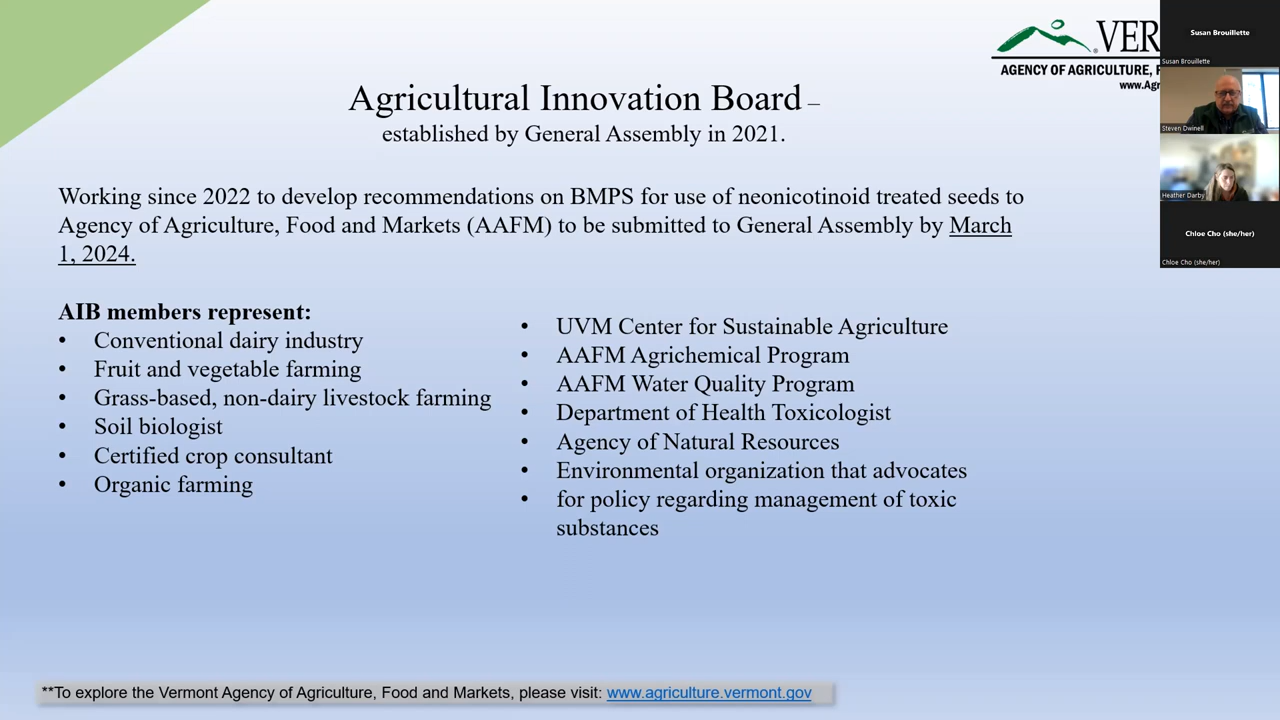 VER
AGENCY OF AGRICULTURE, F
www.Agr
Agricultural Innovation Board –
established by General Assembly in 2021.
Working since 2022 to develop recommendations on BMPS for use of neonicotinoid treated seeds to
Agency of Agriculture, Food and Markets (AAFM) to be submitted to General Assembly by March
1, 2024.
AIB members represent:
• Conventional dairy industry
• Fruit and vegetable farming
• Grass-based, non-dairy livestock farming
• Soil biologist
• Certified crop consultant
• Organic farming
• UVM Center for Sustainable Agriculture
• AAFM Agrichemical Program
• AAFM Water Quality Program
• Department of Health Toxicologist
• Agency of Natural Resources
• Environmental organization that advocates
• for policy regarding management of toxic
substances
**To explore the Vermont Agency of Agriculture, Food and Markets, please visit: www.agriculture.vermont.gov
Susan Brouillette
Susan Brouillette
Steven Dwinell
Heather Darby
Chloe Cho (she/her)
Chloe Cho (she/her)